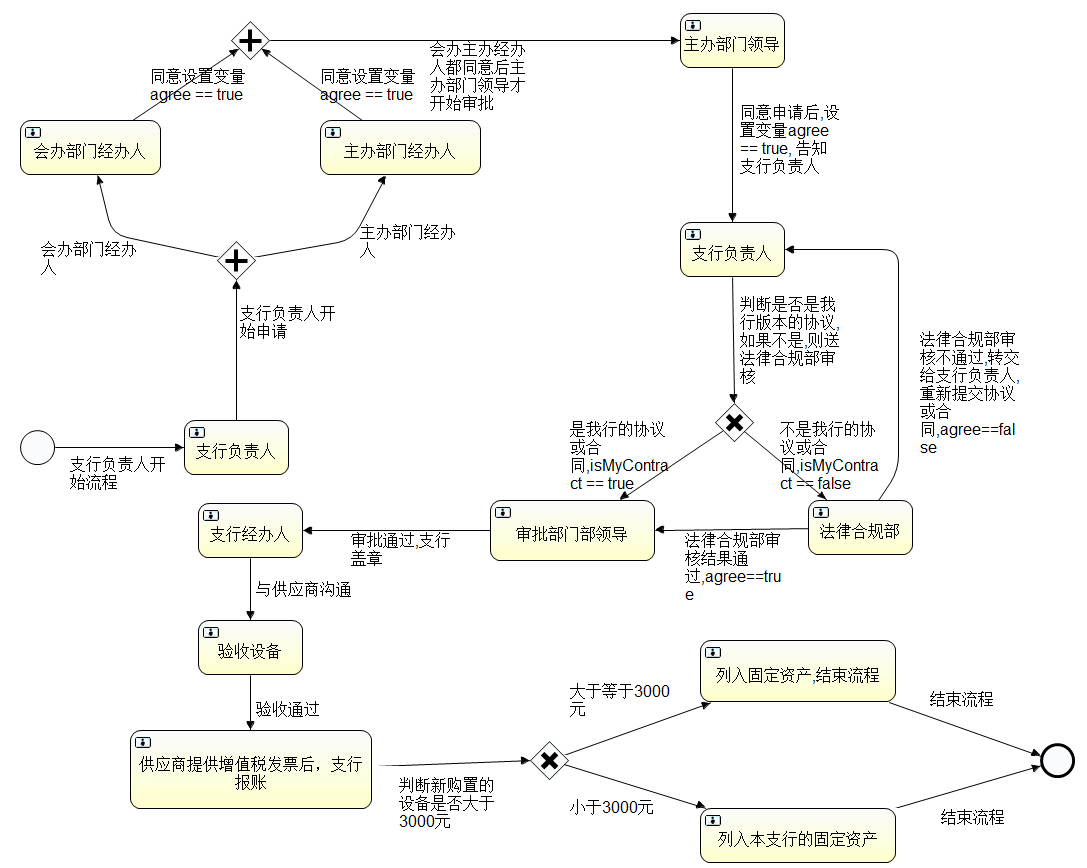 主办部门领导
会办主办经办
人都同意后主
办部门领导才
开始审批
同意设置变量
agree == true
同意设置变量
agree == true
会办部门经办人
主办部门经办人
同意申请后,设
置变量agree
== true, 告知
支行负责人
会办部门经办
人
主办部门经办
人
支行负责人
支行负责人开
始申请
判断是否是我
行版本的协议,
如果不是,则送
法律合规部审
核
法律合规部审
核不通过,转交
给支行负责人,
重新提交协议
或合
同,agree==fal
se
支行负责人
支行负责人开
始流程
是我行的协议
或合
同,isMyContra
ct == true
不是我行的协
议或合
同,isMyContra
ct == false
支行经办人
审批通过,支行
盖章
审批部门部领导
法律合规部审
核结果通
过,agree==tru
e
法律合规部
与供应商沟通
验收设备
验收通过
供应商提供增值税发票后，支行
报账
判断新购置的
设备是否大于
3000元
大于等于3000
元
小于3000元
列入固定资产,结束流程
列入本支行的固定资产
结束流程
结束流程